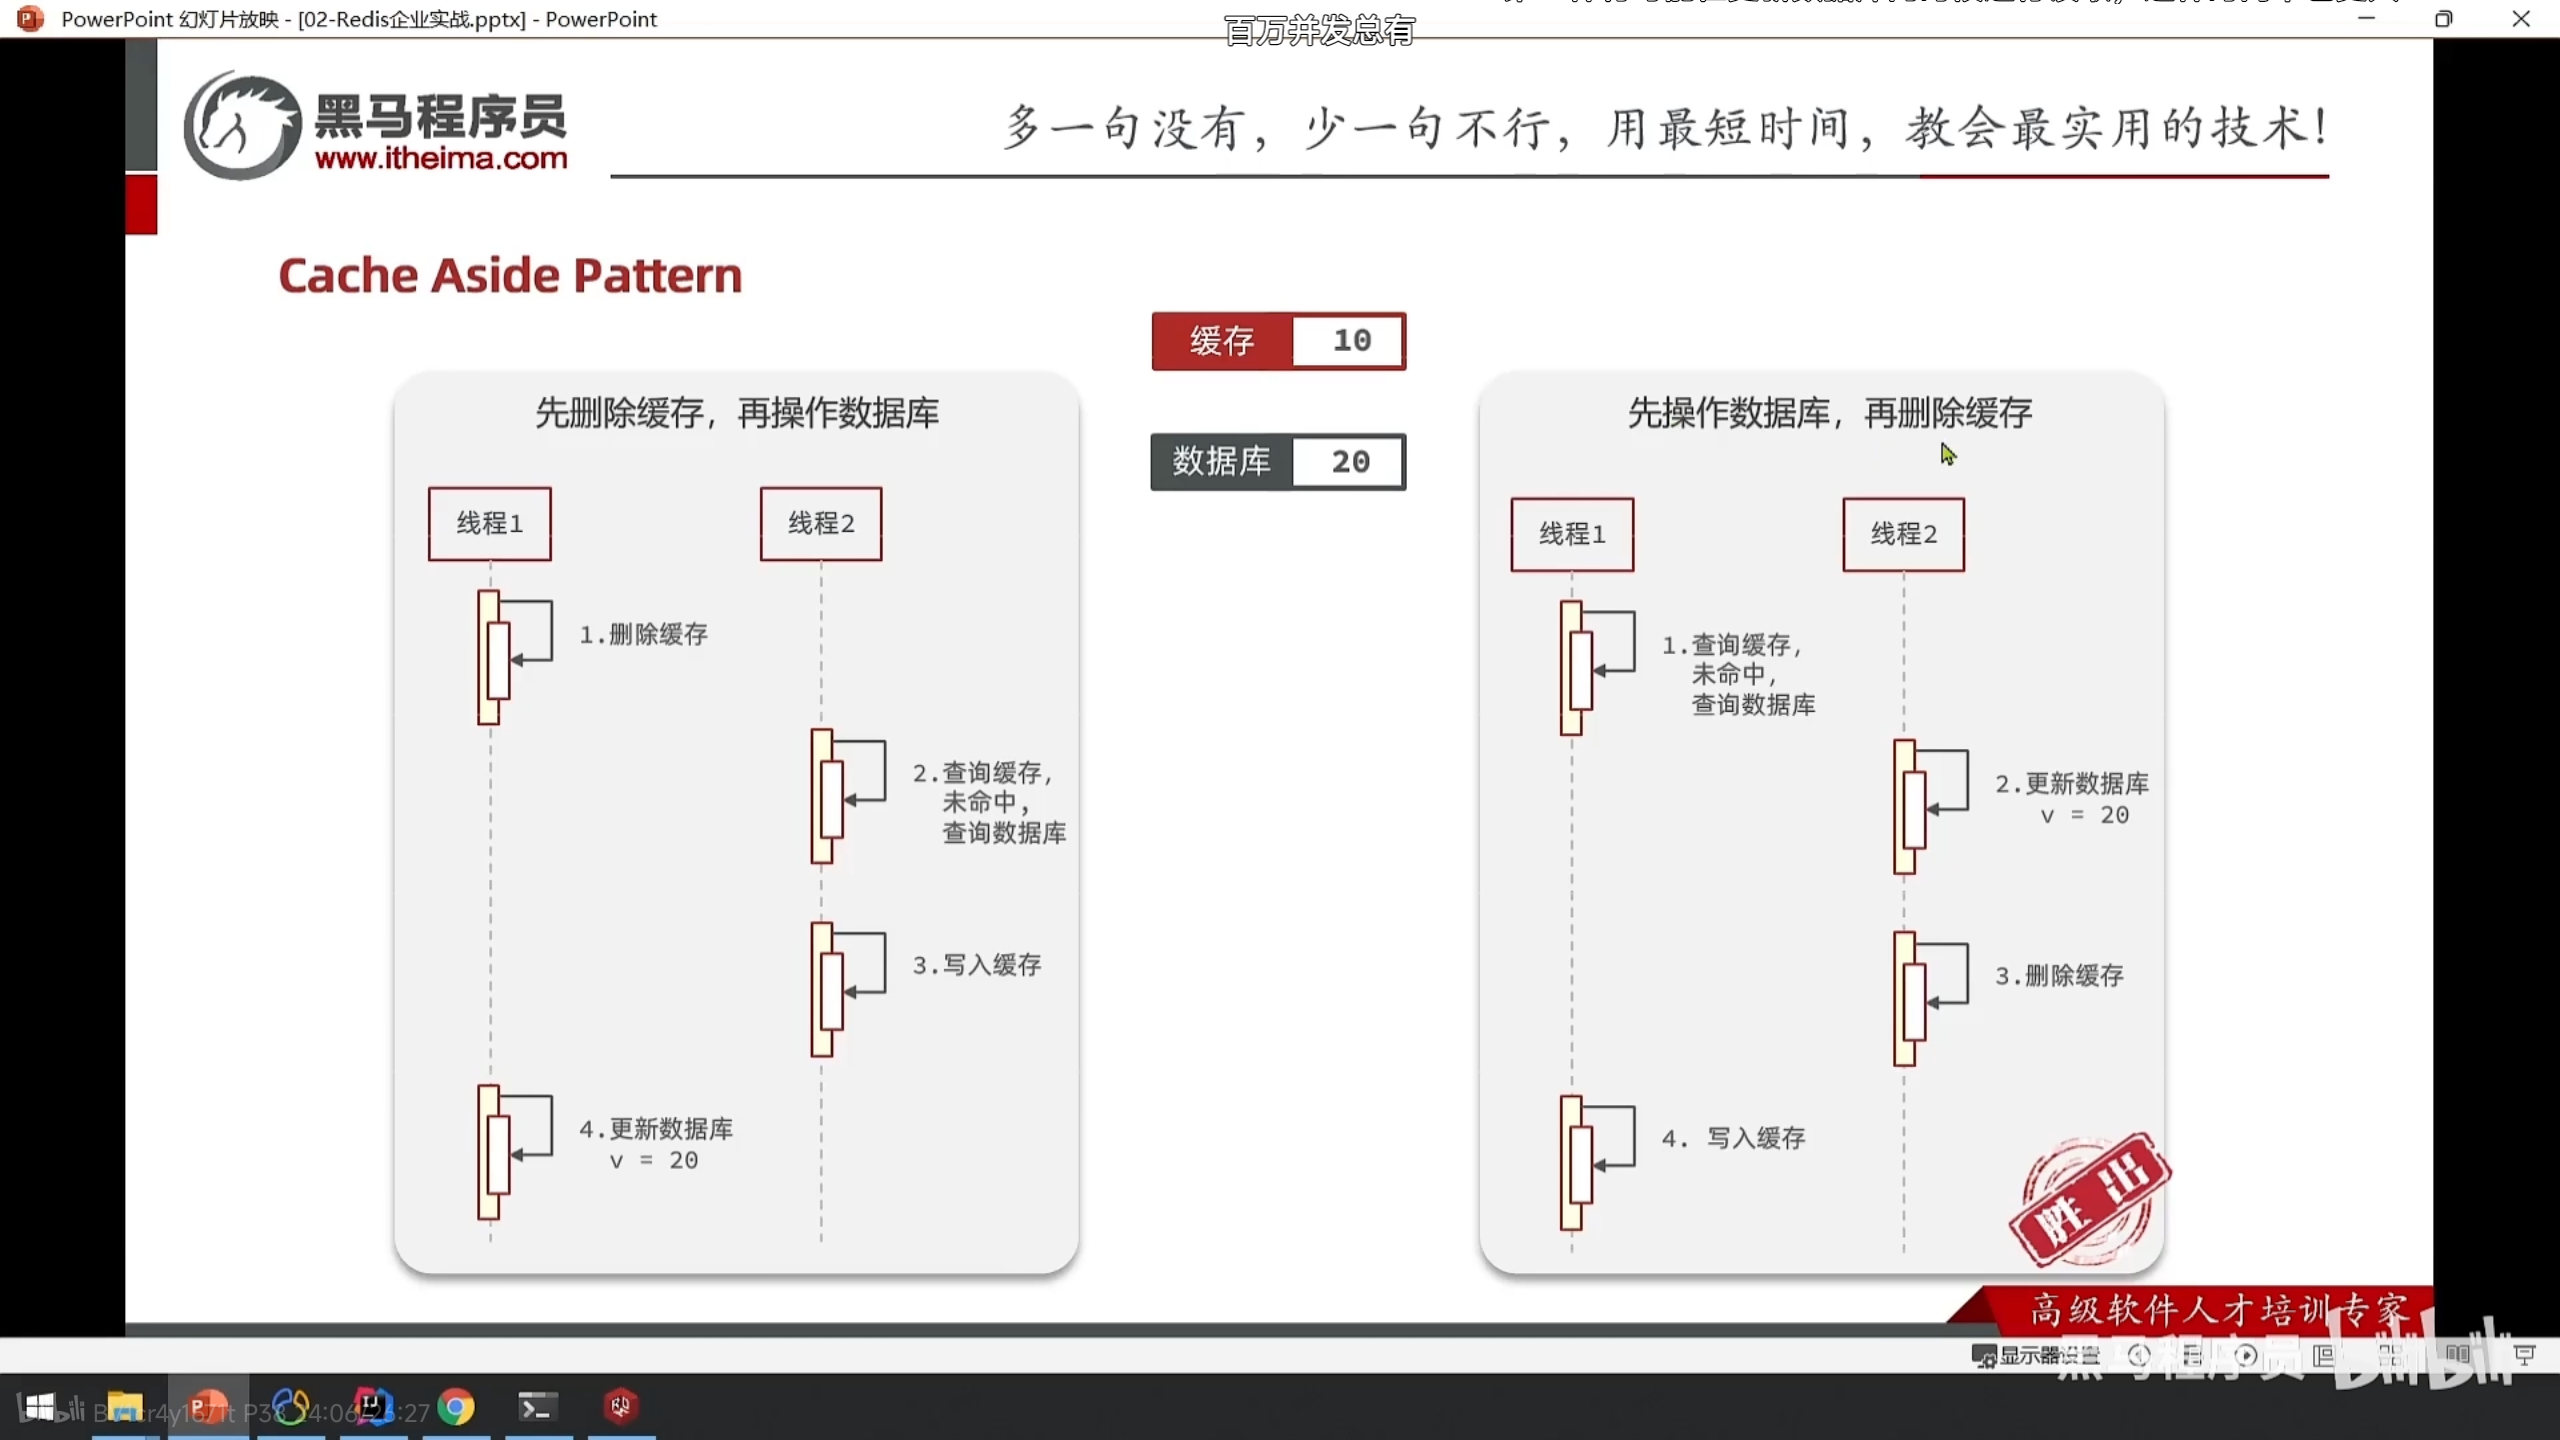 PowerPoint 幻灯片放映 - [02-Redis企业实战.pptx] - PowerPoint
百万并发总有
黑马程序员
www.itheima.com
多一句没有，少一句不行，用最短时间，教会最实用的技术！
Cache Aside Pattern
缓存 10
数据库 20
先删除缓存，再操作数据库
线程1
线程2
1.删除缓存
2.查询缓存，
未命中，
查询数据库
3.写入缓存
4.更新数据库
v = 20
先操作数据库，再删除缓存
线程1
线程2
1.查询缓存，
未命中，
查询数据库
2.更新数据库
v = 20
3.删除缓存
4. 写入缓存
胜出
高级软件人才培训专家
黑马程序员 bilibili
显示器设置
bilibili
P38 24:06/26:27